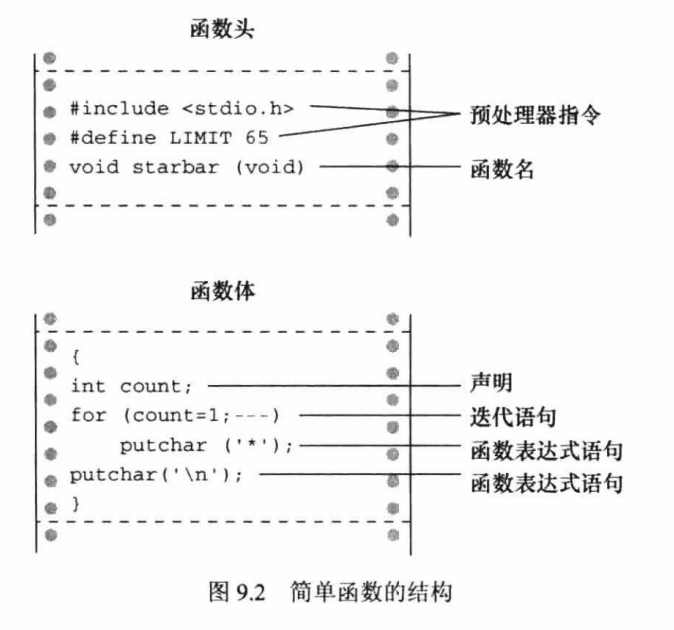 函数头
#include <stdio.h>
#define LIMIT 65
预处理器指令
void starbar (void)
函数名
函数体
{
int count;
声明
for (count=1;---)
迭代语句
putchar ('*');
函数表达式语句
putchar('\n');
函数表达式语句
}
图 9.2 简单函数的结构